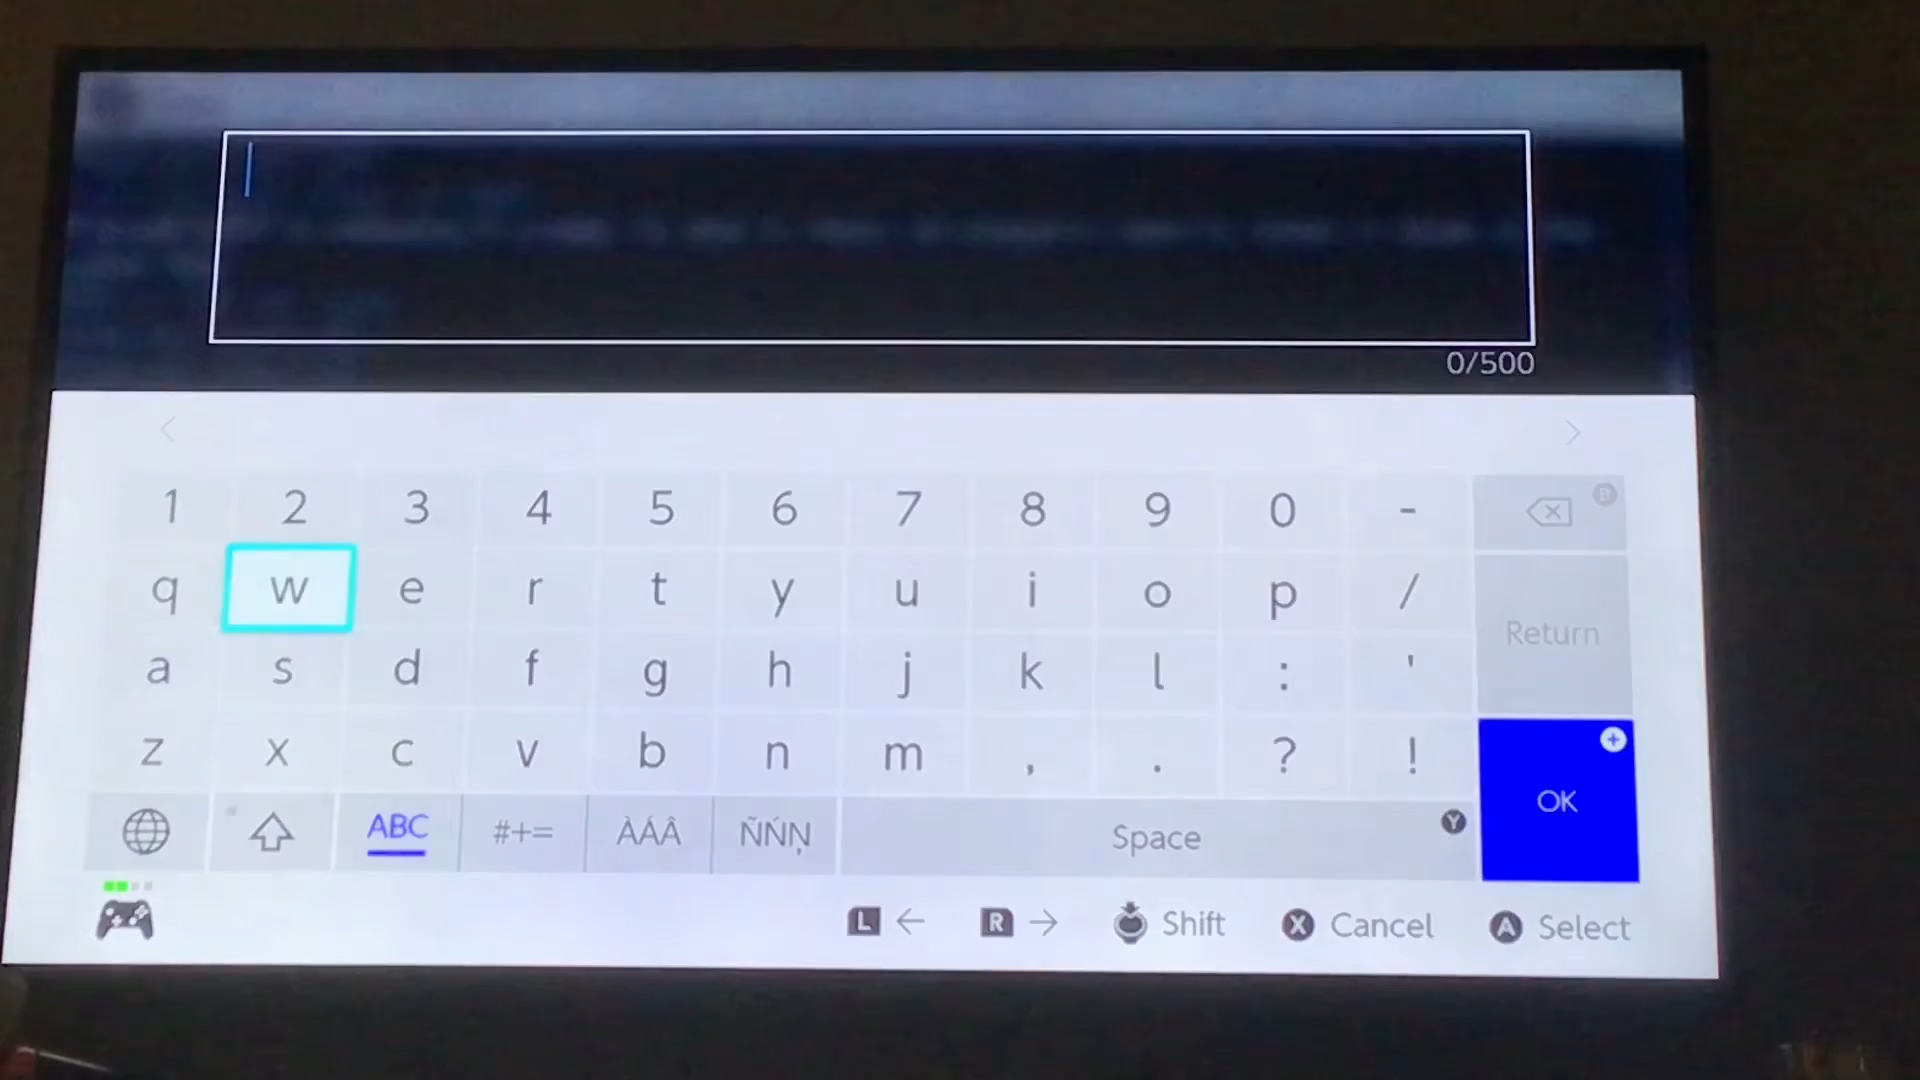 0/500
1 2 3 4 5 6 7 8 9 0 - B
q w e r t y u i o p /
Return
a s d f g h j k l : '
z x c v b n m , . ? !
OK
ABC #+= ÀÁÂ ÑŃŅ Space Y
L ← R → Shift X Cancel A Select